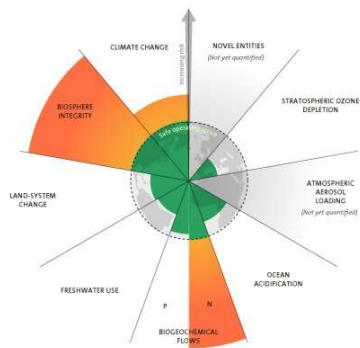 CLIMATE CHANGE
Increasing risk
NOVEL ENTITIES
(Not yet quantified)
STRATOSPHERIC OZONE
DEPLETION
ATMOSPHERIC
AEROSOL
LOADING
(Not yet quantified)
OCEAN
ACIDIFICATION
N
P
BIOGEOCHEMICAL
FLOWS
FRESHWATER USE
LAND-SYSTEM
CHANGE
BIOSPHERE
INTEGRITY
Safe operating